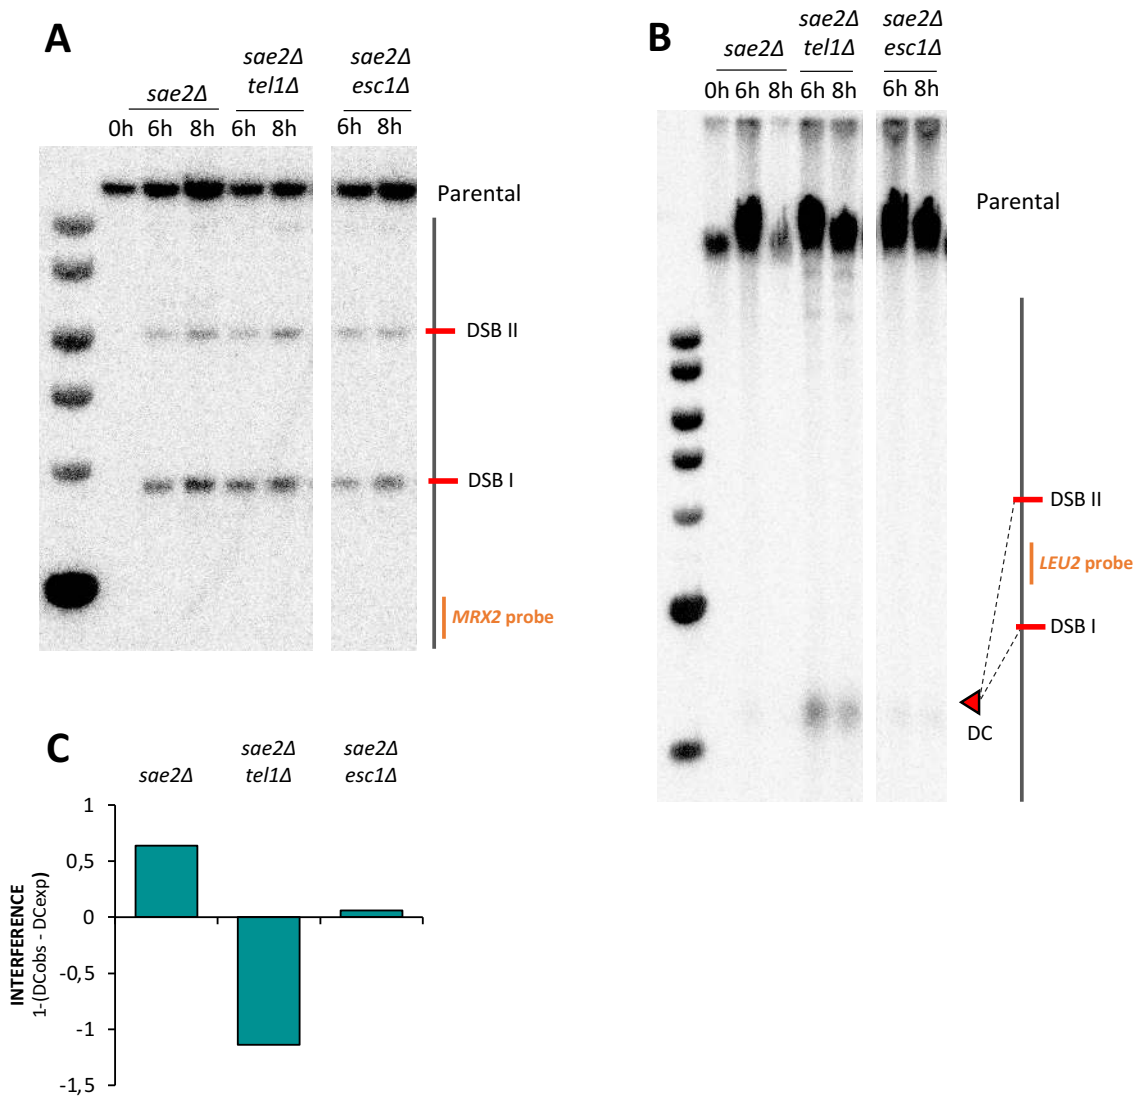 A
sae2Δ
sae2Δ
tel1Δ
sae2Δ
esc1Δ
0h 6h 8h 6h 8h 6h 8h
Parental
DSB II
DSB I
MRX2 probe
B
sae2Δ
sae2Δ
tel1Δ
sae2Δ
esc1Δ
0h 6h 8h 6h 8h 6h 8h
Parental
DSB II
LEU2 probe
DSB I
DC
C
sae2Δ
sae2Δ
tel1Δ
sae2Δ
esc1Δ
INTERFERENCE
1-(DCobs - DCexp)
1
0,5
0
-0,5
-1
-1,5